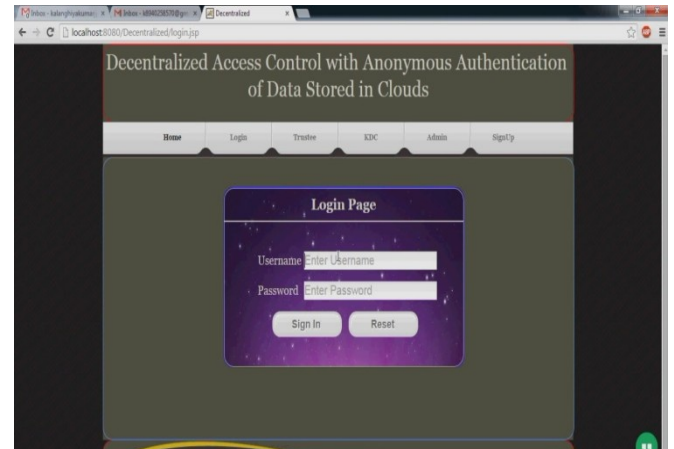 Decentralized
localhost:8080/Decentralized/login.jsp
Decentralized Access Control with Anonymous Authentication
of Data Stored in Clouds
Home Login Trustee KDC Admin SignUp
Login Page
Username Enter Username
Password Enter Password
Sign In Reset